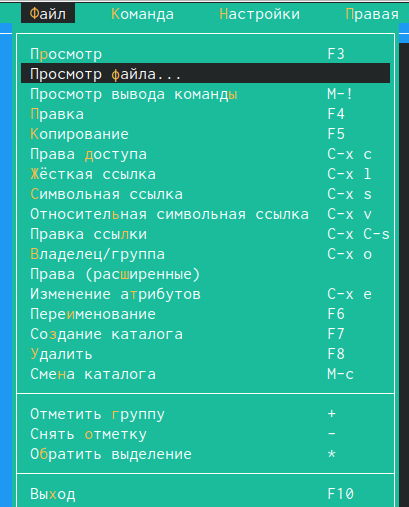 Файл Команда Настройки Правая
Просмотр F3
Просмотр файла...
Просмотр вывода команды M-!
Правка F4
Копирование F5
Права доступа C-x c
Жёсткая ссылка C-x l
Символьная ссылка C-x s
Относительная символьная ссылка C-x v
Правка ссылки C-x C-s
Владелец/группа C-x o
Права (расширенные)
Изменение атрибутов C-x e
Переименование F6
Создание каталога F7
Удалить F8
Смена каталога M-c
Отметить группу +
Снять отметку -
Обратить выделение *
Выход F10